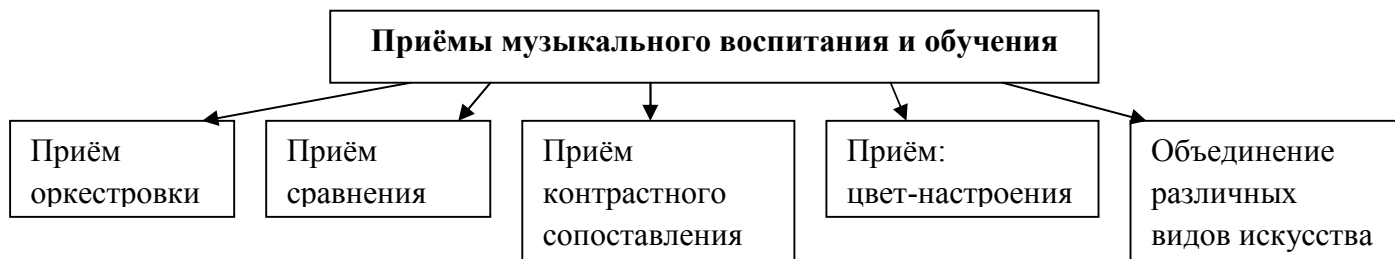 Приёмы музыкального воспитания и обучения
Приём
оркестровки
Приём
сравнения
Приём
контрастного
сопоставления
Приём:
цвет-настроения
Объединение
различных
видов искусства